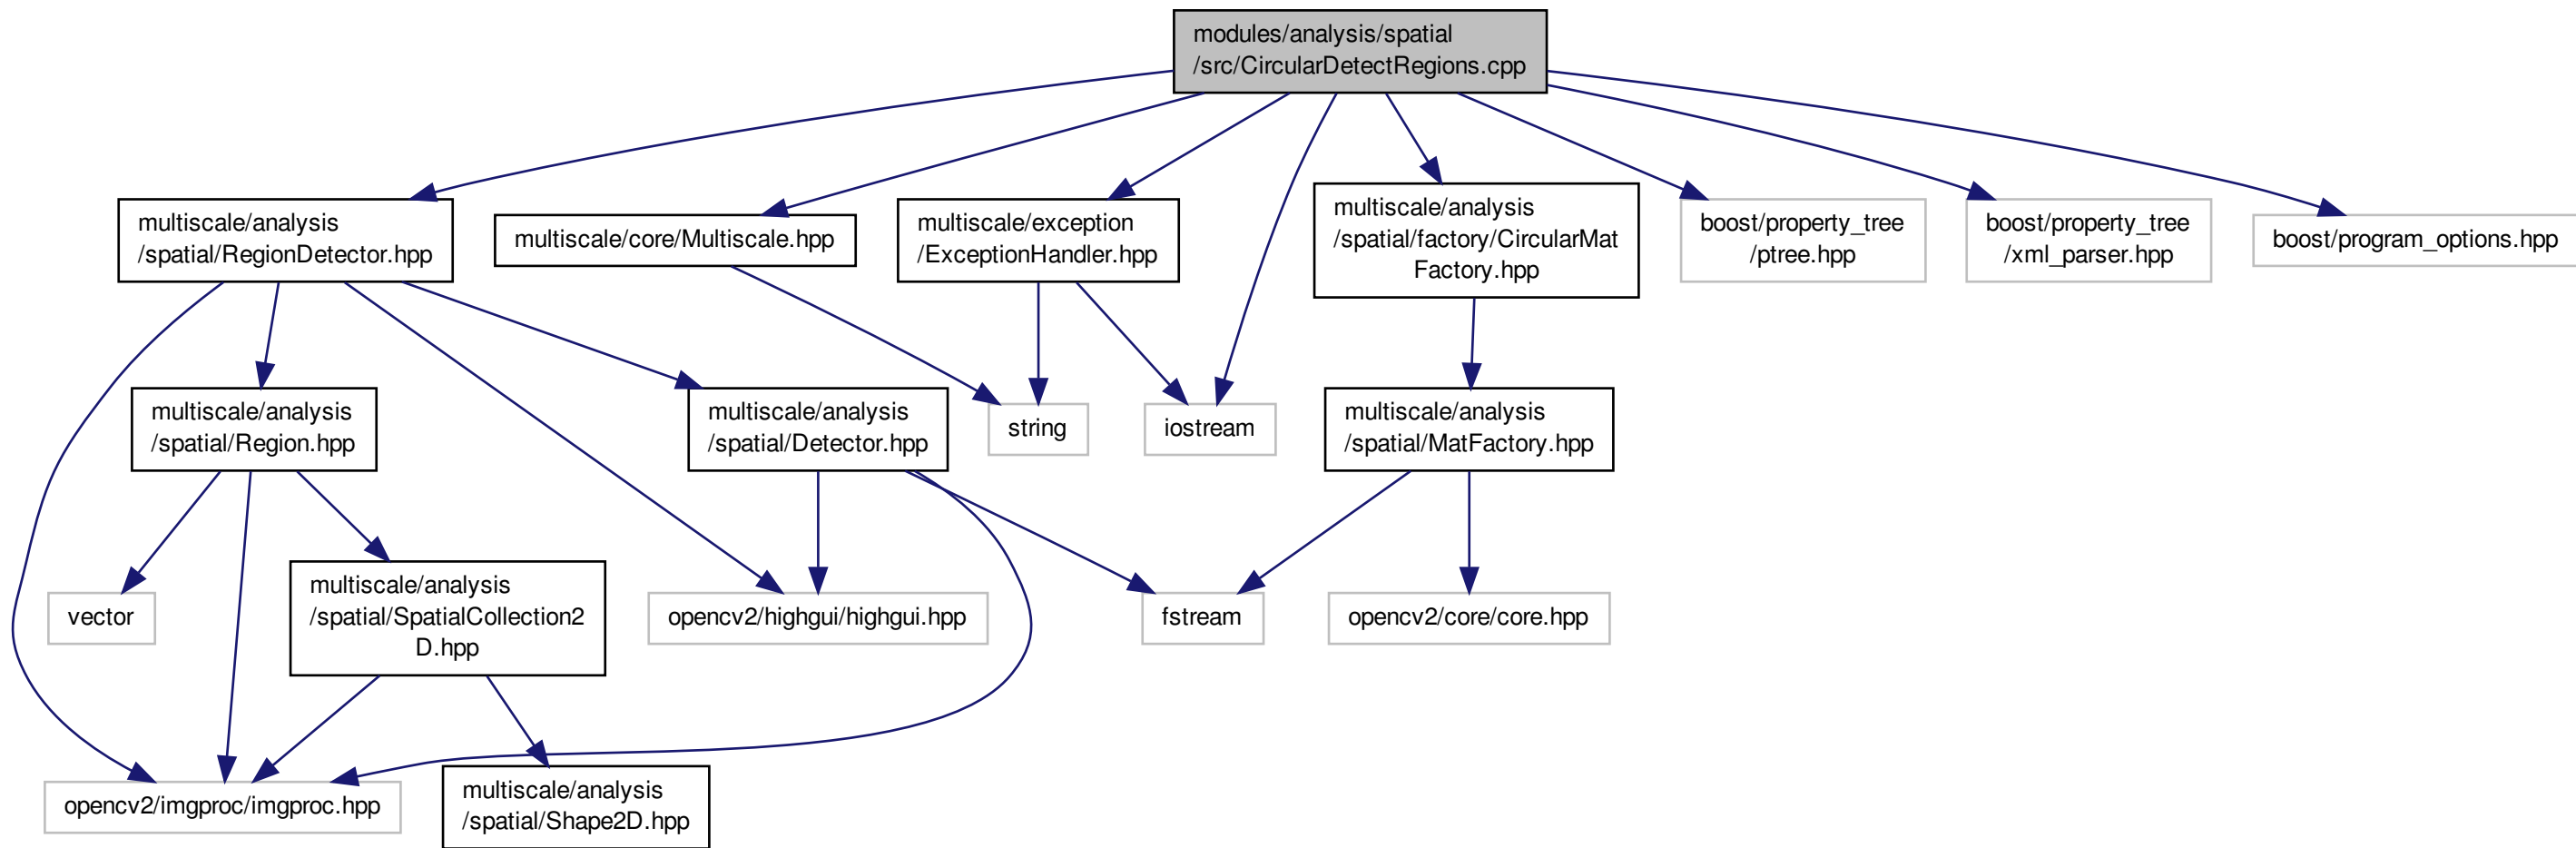 modules/analysis/spatial
/src/CircularDetectRegions.cpp
multiscale/analysis
/spatial/RegionDetector.hpp
multiscale/core/Multiscale.hpp
multiscale/exception
/ExceptionHandler.hpp
multiscale/analysis
/spatial/factory/CircularMat
Factory.hpp
boost/property_tree
/ptree.hpp
boost/property_tree
/xml_parser.hpp
boost/program_options.hpp
multiscale/analysis
/spatial/Region.hpp
multiscale/analysis
/spatial/Detector.hpp
string
iostream
multiscale/analysis
/spatial/MatFactory.hpp
vector
multiscale/analysis
/spatial/SpatialCollection2
D.hpp
opencv2/highgui/highgui.hpp
fstream
opencv2/core/core.hpp
opencv2/imgproc/imgproc.hpp
multiscale/analysis
/spatial/Shape2D.hpp